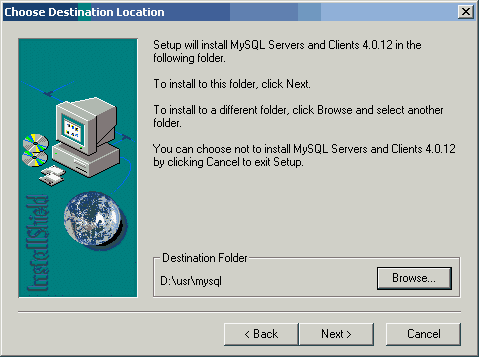 Choose Destination Location
Setup will install MySQL Servers and Clients 4.0.12 in the
following folder.
To install to this folder, click Next.
To install to a different folder, click Browse and select another
folder.
You can choose not to install MySQL Servers and Clients 4.0.12
by clicking Cancel to exit Setup.
InstallShield
Destination Folder
D:\usr\mysql
Browse...
< Back
Next >
Cancel